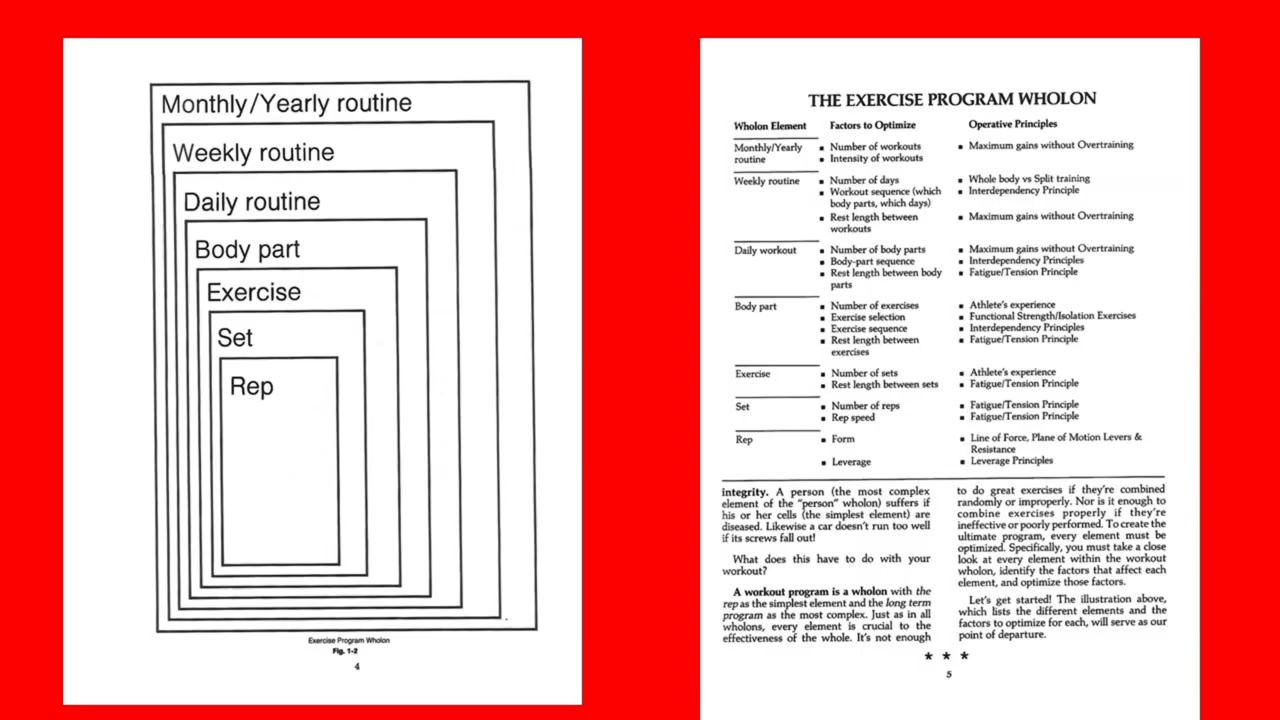 Monthly/Yearly routine
Weekly routine
Daily routine
Body part
Exercise
Set
Rep
Exercise Program Wholon
Fig. 1-2
4
THE EXERCISE PROGRAM WHOLON
Wholon Element Factors to Optimize Operative Principles
Monthly/Yearly ▪ Number of workouts ▪ Maximum gains without Overtraining
routine ▪ Intensity of workouts
Weekly routine ▪ Number of days ▪ Whole body vs Split training
▪ Workout sequence (which ▪ Interdependency Principle
body parts, which days)
▪ Rest length between ▪ Maximum gains without Overtraining
workouts
Daily workout ▪ Number of body parts ▪ Maximum gains without Overtraining
▪ Body-part sequence ▪ Interdependency Principles
▪ Rest length between body ▪ Fatigue/Tension Principle
parts
Body part ▪ Number of exercises ▪ Athlete's experience
▪ Exercise selection ▪ Functional Strength/Isolation Exercises
▪ Exercise sequence ▪ Interdependency Principles
▪ Rest length between ▪ Fatigue/Tension Principle
exercises
Exercise ▪ Number of sets ▪ Athlete's experience
▪ Rest length between sets ▪ Fatigue/Tension Principle
Set ▪ Number of reps ▪ Fatigue/Tension Principle
▪ Rep speed ▪ Fatigue/Tension Principle
Rep ▪ Form ▪ Line of Force, Plane of Motion Levers &
Resistance
▪ Leverage ▪ Leverage Principles
integrity. A person (the most complex
element of the "person" wholon) suffers if
his or her cells (the simplest element) are
diseased. Likewise a car doesn't run too well
if its screws fall out!
What does this have to do with your
workout?
A workout program is a wholon with the
rep as the simplest element and the long term
program as the most complex. Just as in all
wholons, every element is crucial to the
effectiveness of the whole. It's not enough
to do great exercises if they're combined
randomly or improperly. Nor is it enough to
combine exercises properly if they're
ineffective or poorly performed. To create the
ultimate program, every element must be
optimized. Specifically, you must take a close
look at every element within the workout
wholon, identify the factors that affect each
element, and optimize those factors.
Let's get started! The illustration above,
which lists the different elements and the
factors to optimize for each, will serve as our
point of departure.
* * *
5